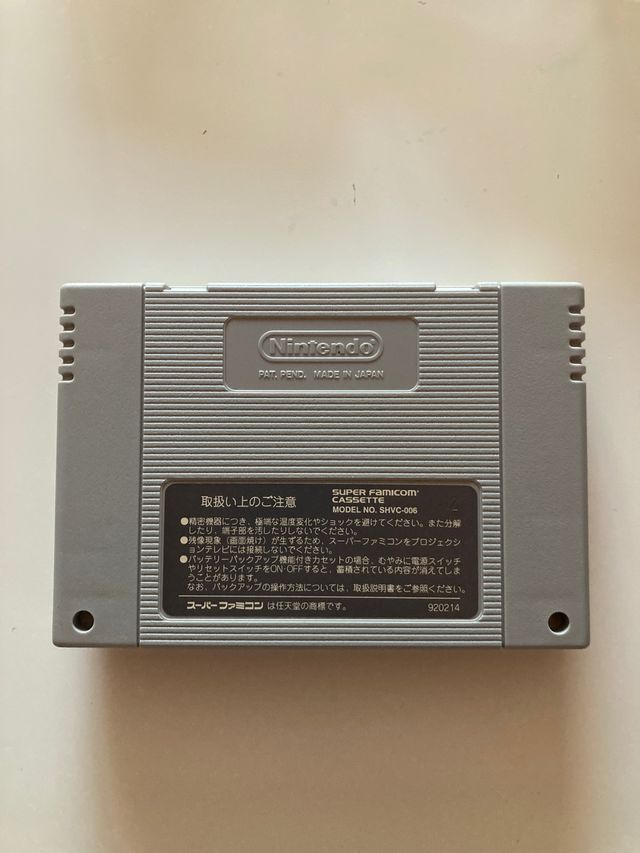 Nintendo
PAT. PEND. MADE IN JAPAN
取扱い上のご注意
SUPER FAMICOM
CASSETTE
MODEL NO. SHVC-006
●精密機器につき、極端な温度変化やショックを避けてください。また分解
したり、端子部を汚したりしないでください。
●残像現象(画面焼け)が生ずるため、スーパーファミコンをプロジェクシ
ョンテレビには接続しないでください。
●バッテリーバックアップ機能付きカセットの場合、むやみに電源スイッチ
やリセットスイッチをON・OFFすると、蓄積されている内容が消えてしま
うことがあります。
なお、バックアップの操作方法については、取扱説明書をご参照ください。
スーパーファミコン は任天堂の商標です。 920214